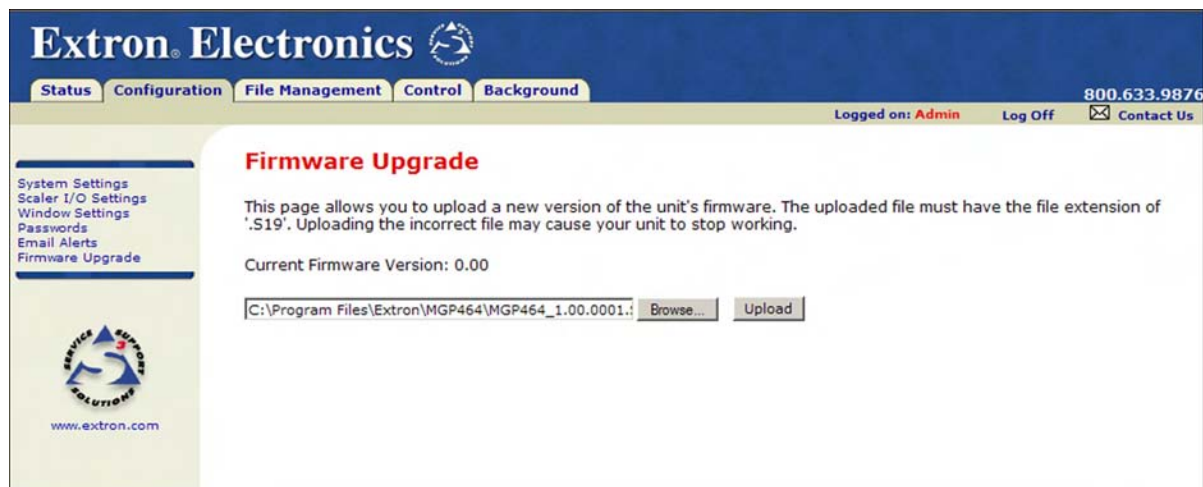 Extron® Electronics
Status Configuration File Management Control Background
800.633.9876
Logged on: Admin Log Off Contact Us
System Settings
Scaler I/O Settings
Window Settings
Passwords
Email Alerts
Firmware Upgrade
Firmware Upgrade
This page allows you to upload a new version of the unit's firmware. The uploaded file must have the file extension of
'.S19'. Uploading the incorrect file may cause your unit to stop working.
Current Firmware Version: 0.00
C:\Program Files\Extron\MGP464\MGP464_1.00.0001. Browse... Upload
SERVICE SUPPORT SOLUTIONS
3
www.extron.com